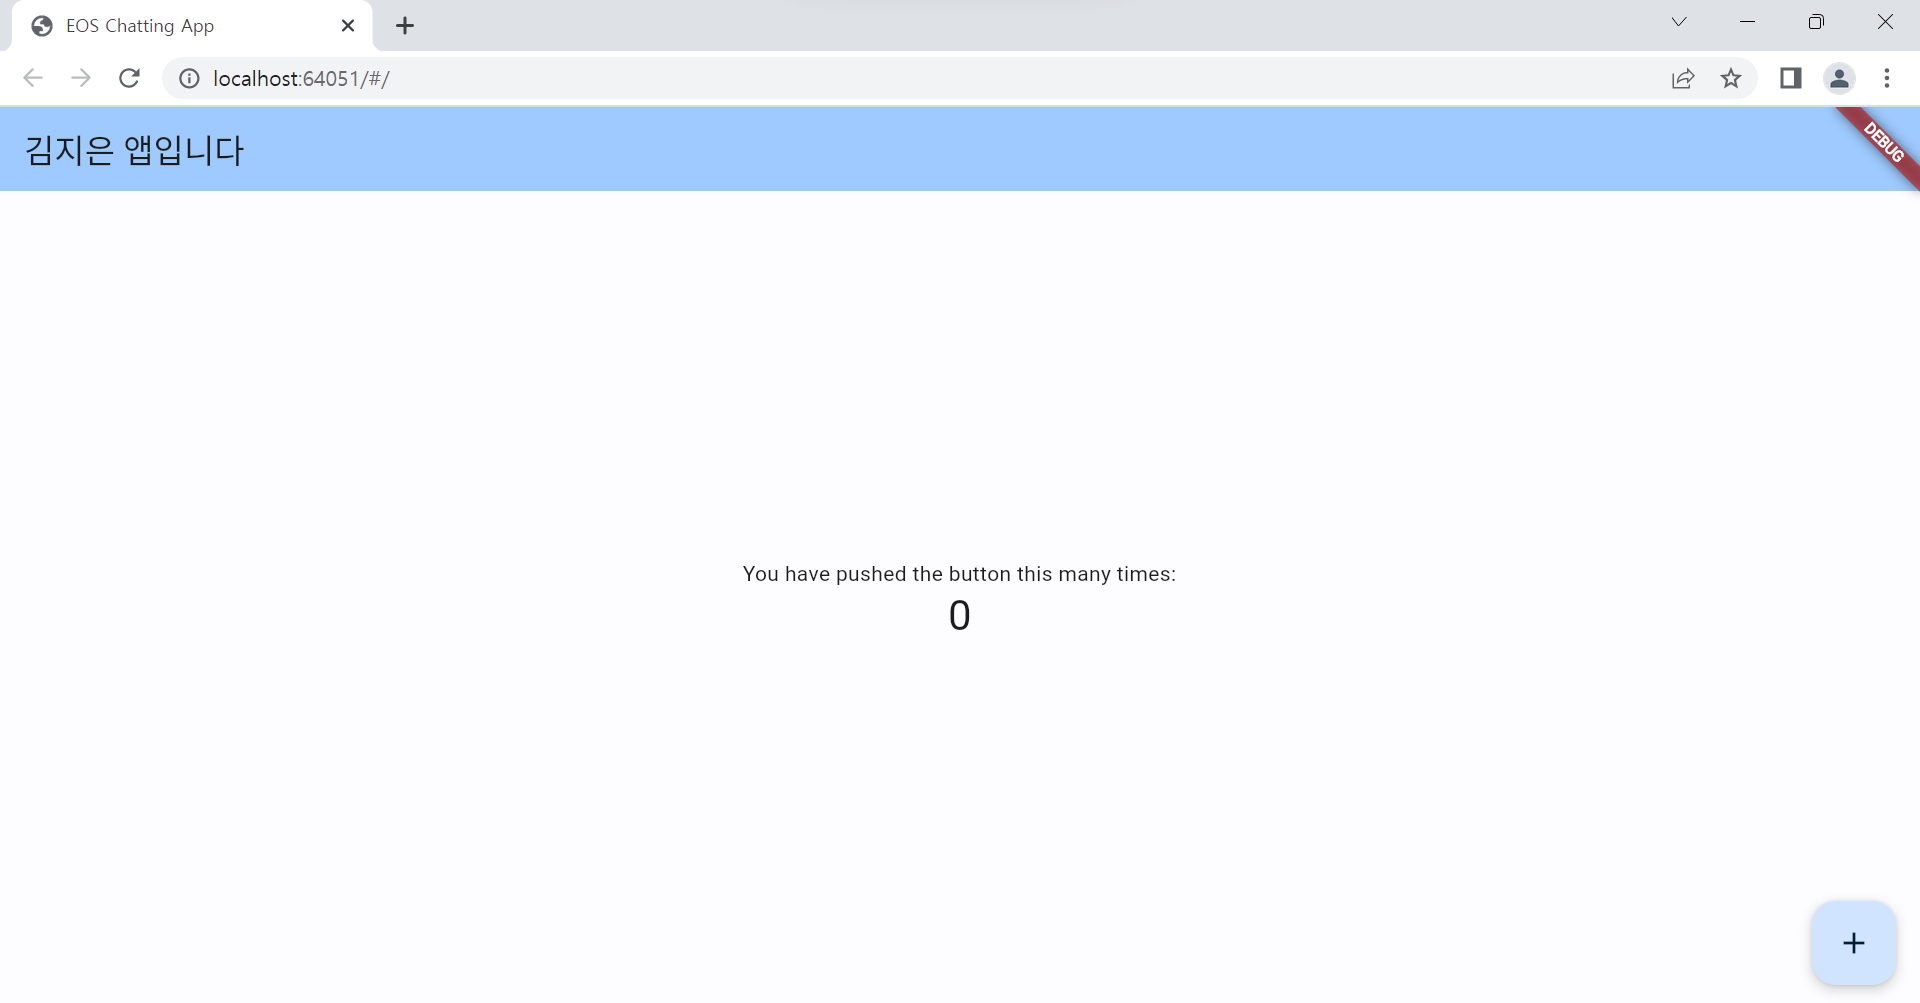 EOS Chatting App
localhost:64051/#/
김지은 앱입니다
DEBUG
You have pushed the button this many times:
0